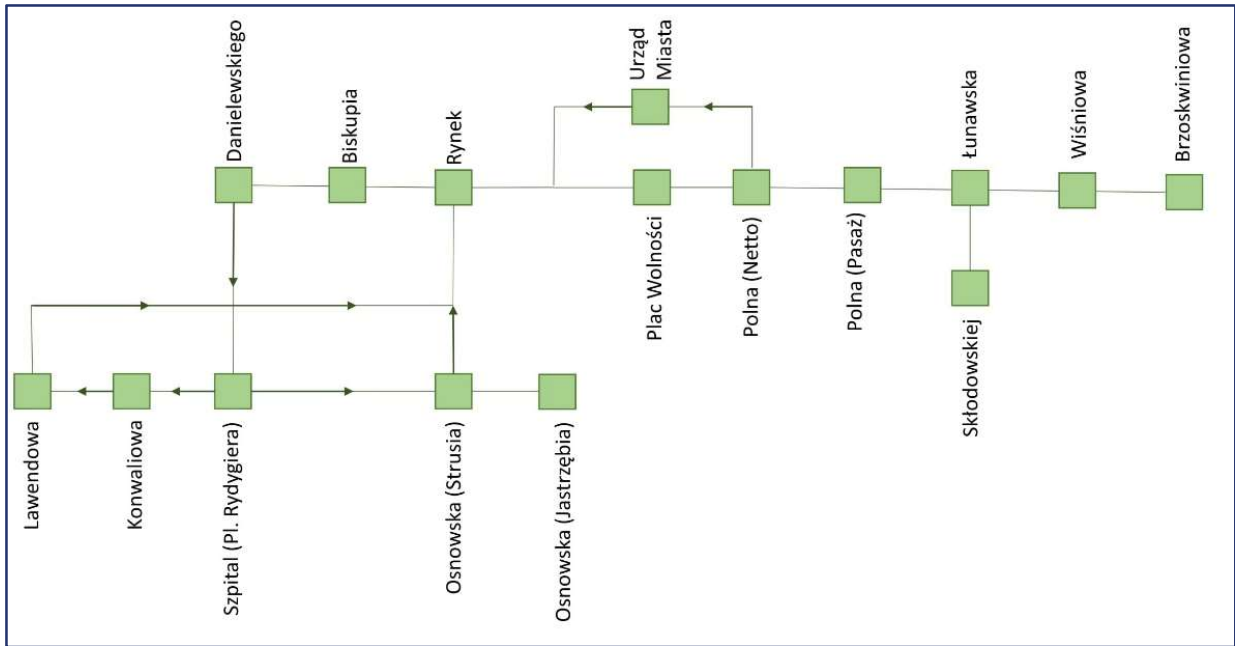 Danielewskiego
Biskupia
Rynek
Urząd
Miasta
Łunawska
Wiśniowa
Brzoskwiniowa
Plac Wolności
Polna (Netto)
Polna (Pasaż)
Skłodowskiej
Lawendowa
Konwaliowa
Szpital (Pl. Rydygiera)
Osnowska (Strusia)
Osnowska (Jastrzębia)